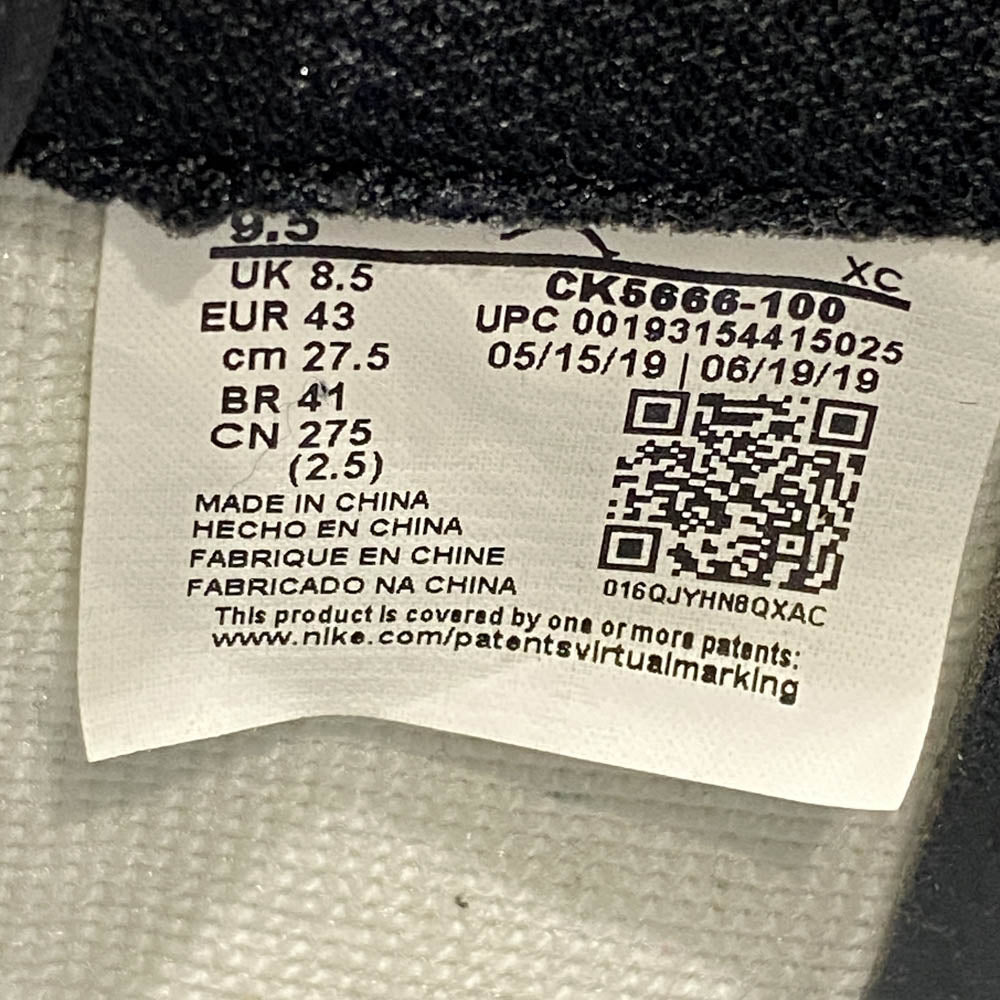 9.5
XC
UK 8.5
CK5666-100
EUR 43
UPC 00193154415025
cm 27.5
05/15/19 | 06/19/19
BR 41
CN 275
(2.5)
MADE IN CHINA
HECHO EN CHINA
FABRIQUE EN CHINE
FABRICADO NA CHINA
016QJYHN8QXAC
This product is covered by one or more patents:
www.nike.com/patentsvirtualmarking